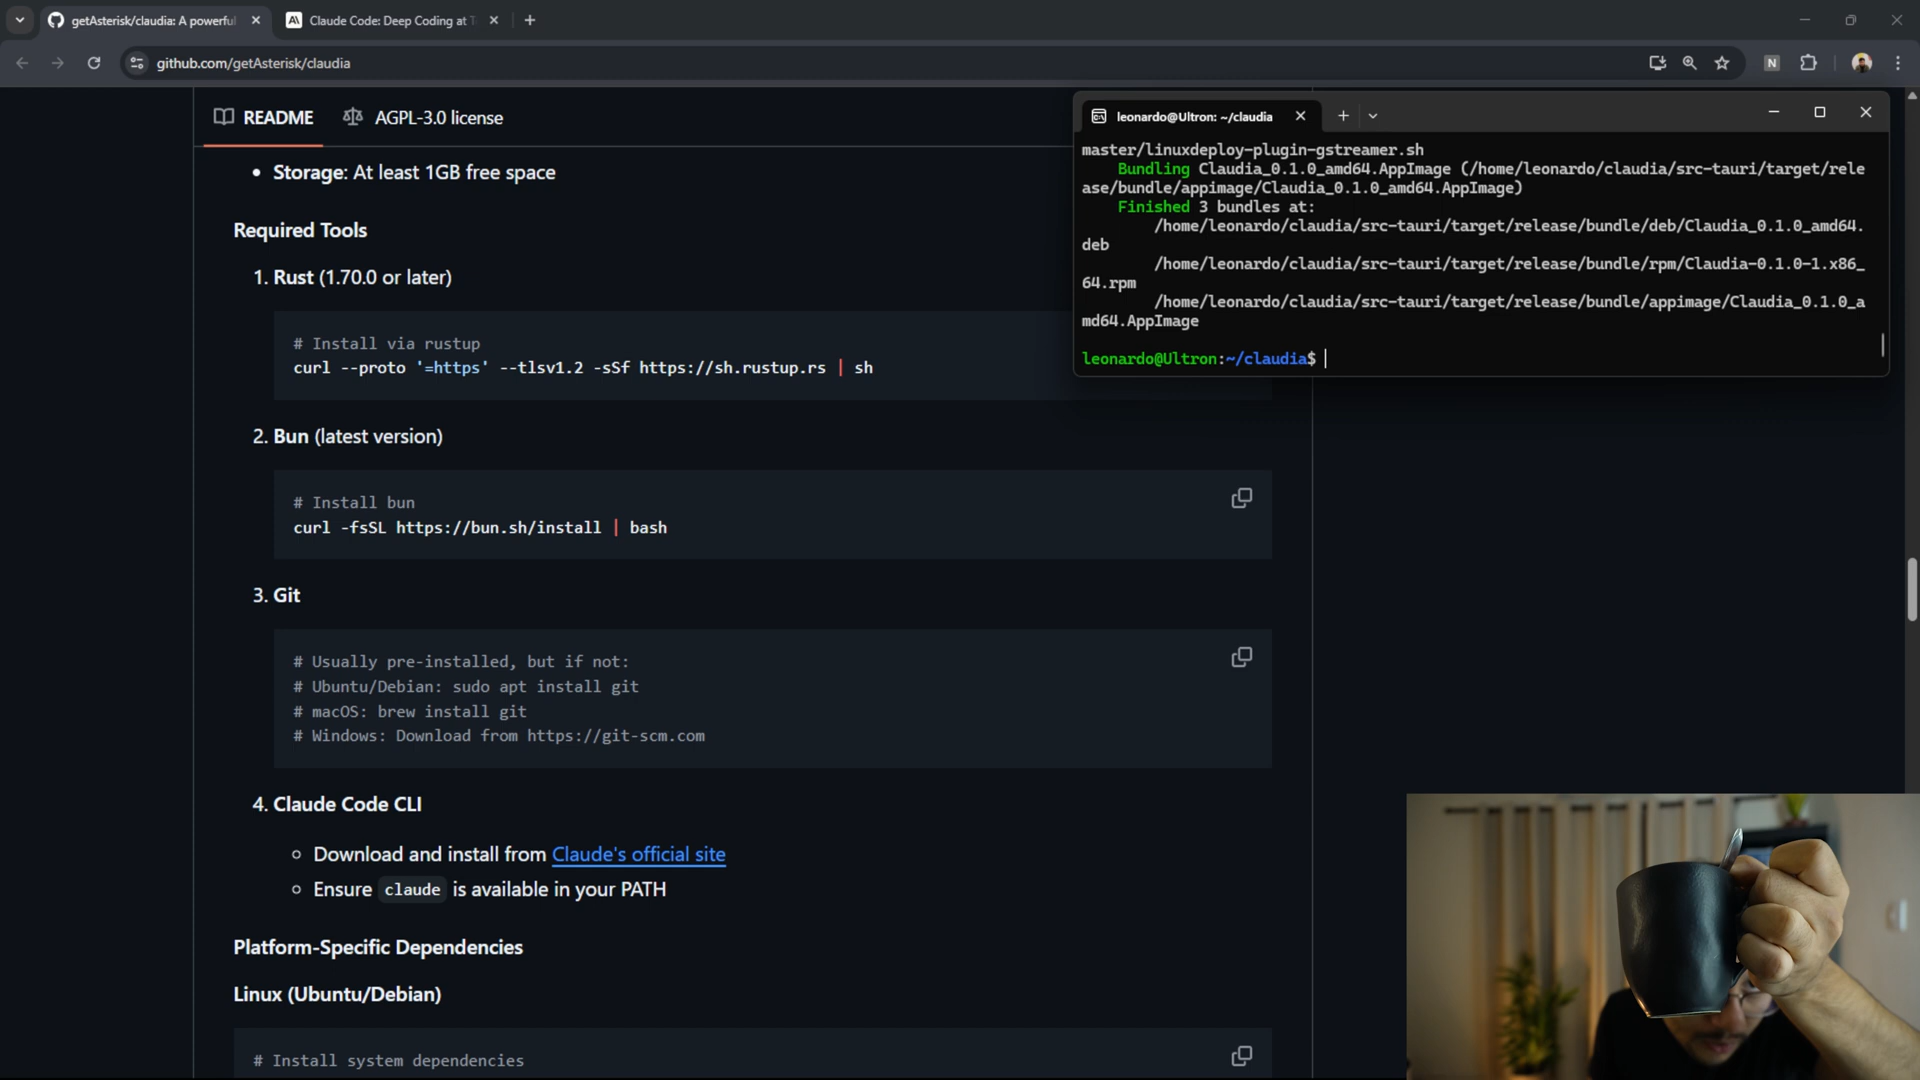 getAsterisk/claudia: A powerful
Claude Code: Deep Coding at
github.com/getAsterisk/claudia
N
README
AGPL-3.0 license
Storage: At least 1GB free space
Required Tools
1. Rust (1.70.0 or later)
# Install via rustup
curl --proto '=https' --tlsv1.2 -sSf https://sh.rustup.rs | sh
2. Bun (latest version)
# Install bun
curl -fsSL https://bun.sh/install | bash
3. Git
# Usually pre-installed, but if not:
# Ubuntu/Debian: sudo apt install git
# macOS: brew install git
# Windows: Download from https://git-scm.com
4. Claude Code CLI
Download and install from Claude's official site
Ensure claude is available in your PATH
Platform-Specific Dependencies
Linux (Ubuntu/Debian)
# Install system dependencies
leonardo@Ultron: ~/claudia
master/linuxdeploy-plugin-gstreamer.sh
Bundling Claudia_0.1.0_amd64.AppImage (/home/leonardo/claudia/src-tauri/target/rele
ase/bundle/appimage/Claudia_0.1.0_amd64.AppImage)
Finished 3 bundles at:
/home/leonardo/claudia/src-tauri/target/release/bundle/deb/Claudia_0.1.0_amd64.
deb
/home/leonardo/claudia/src-tauri/target/release/bundle/rpm/Claudia-0.1.0-1.x86_
64.rpm
/home/leonardo/claudia/src-tauri/target/release/bundle/appimage/Claudia_0.1.0_a
md64.AppImage
leonardo@Ultron:~/claudia$